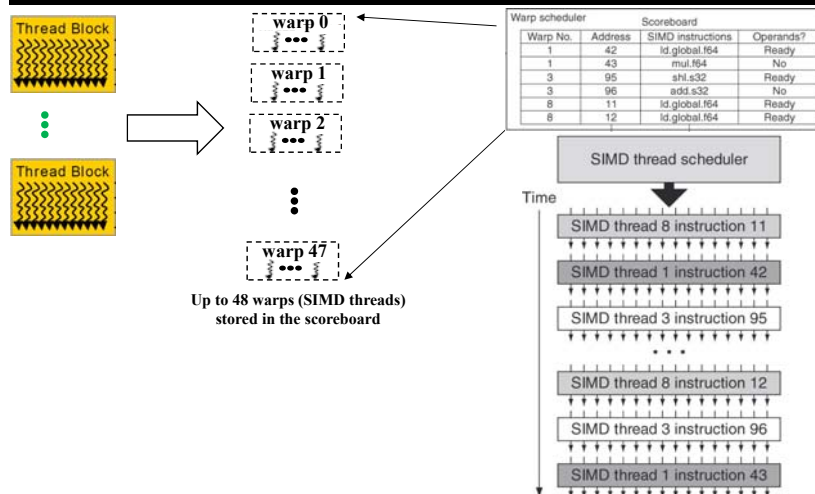 Thread Block
Thread Block
warp 0
warp 1
warp 2
warp 47
Up to 48 warps (SIMD threads)
stored in the scoreboard
Warp scheduler
Scoreboard
Warp No. Address SIMD instructions Operands?
1 42 ld.global.f64 Ready
1 43 mul.f64 No
3 95 shl.s32 Ready
3 96 add.s32 No
8 11 ld.global.f64 Ready
8 12 ld.global.f64 Ready
SIMD thread scheduler
Time
SIMD thread 8 instruction 11
SIMD thread 1 instruction 42
SIMD thread 3 instruction 95
SIMD thread 8 instruction 12
SIMD thread 3 instruction 96
SIMD thread 1 instruction 43